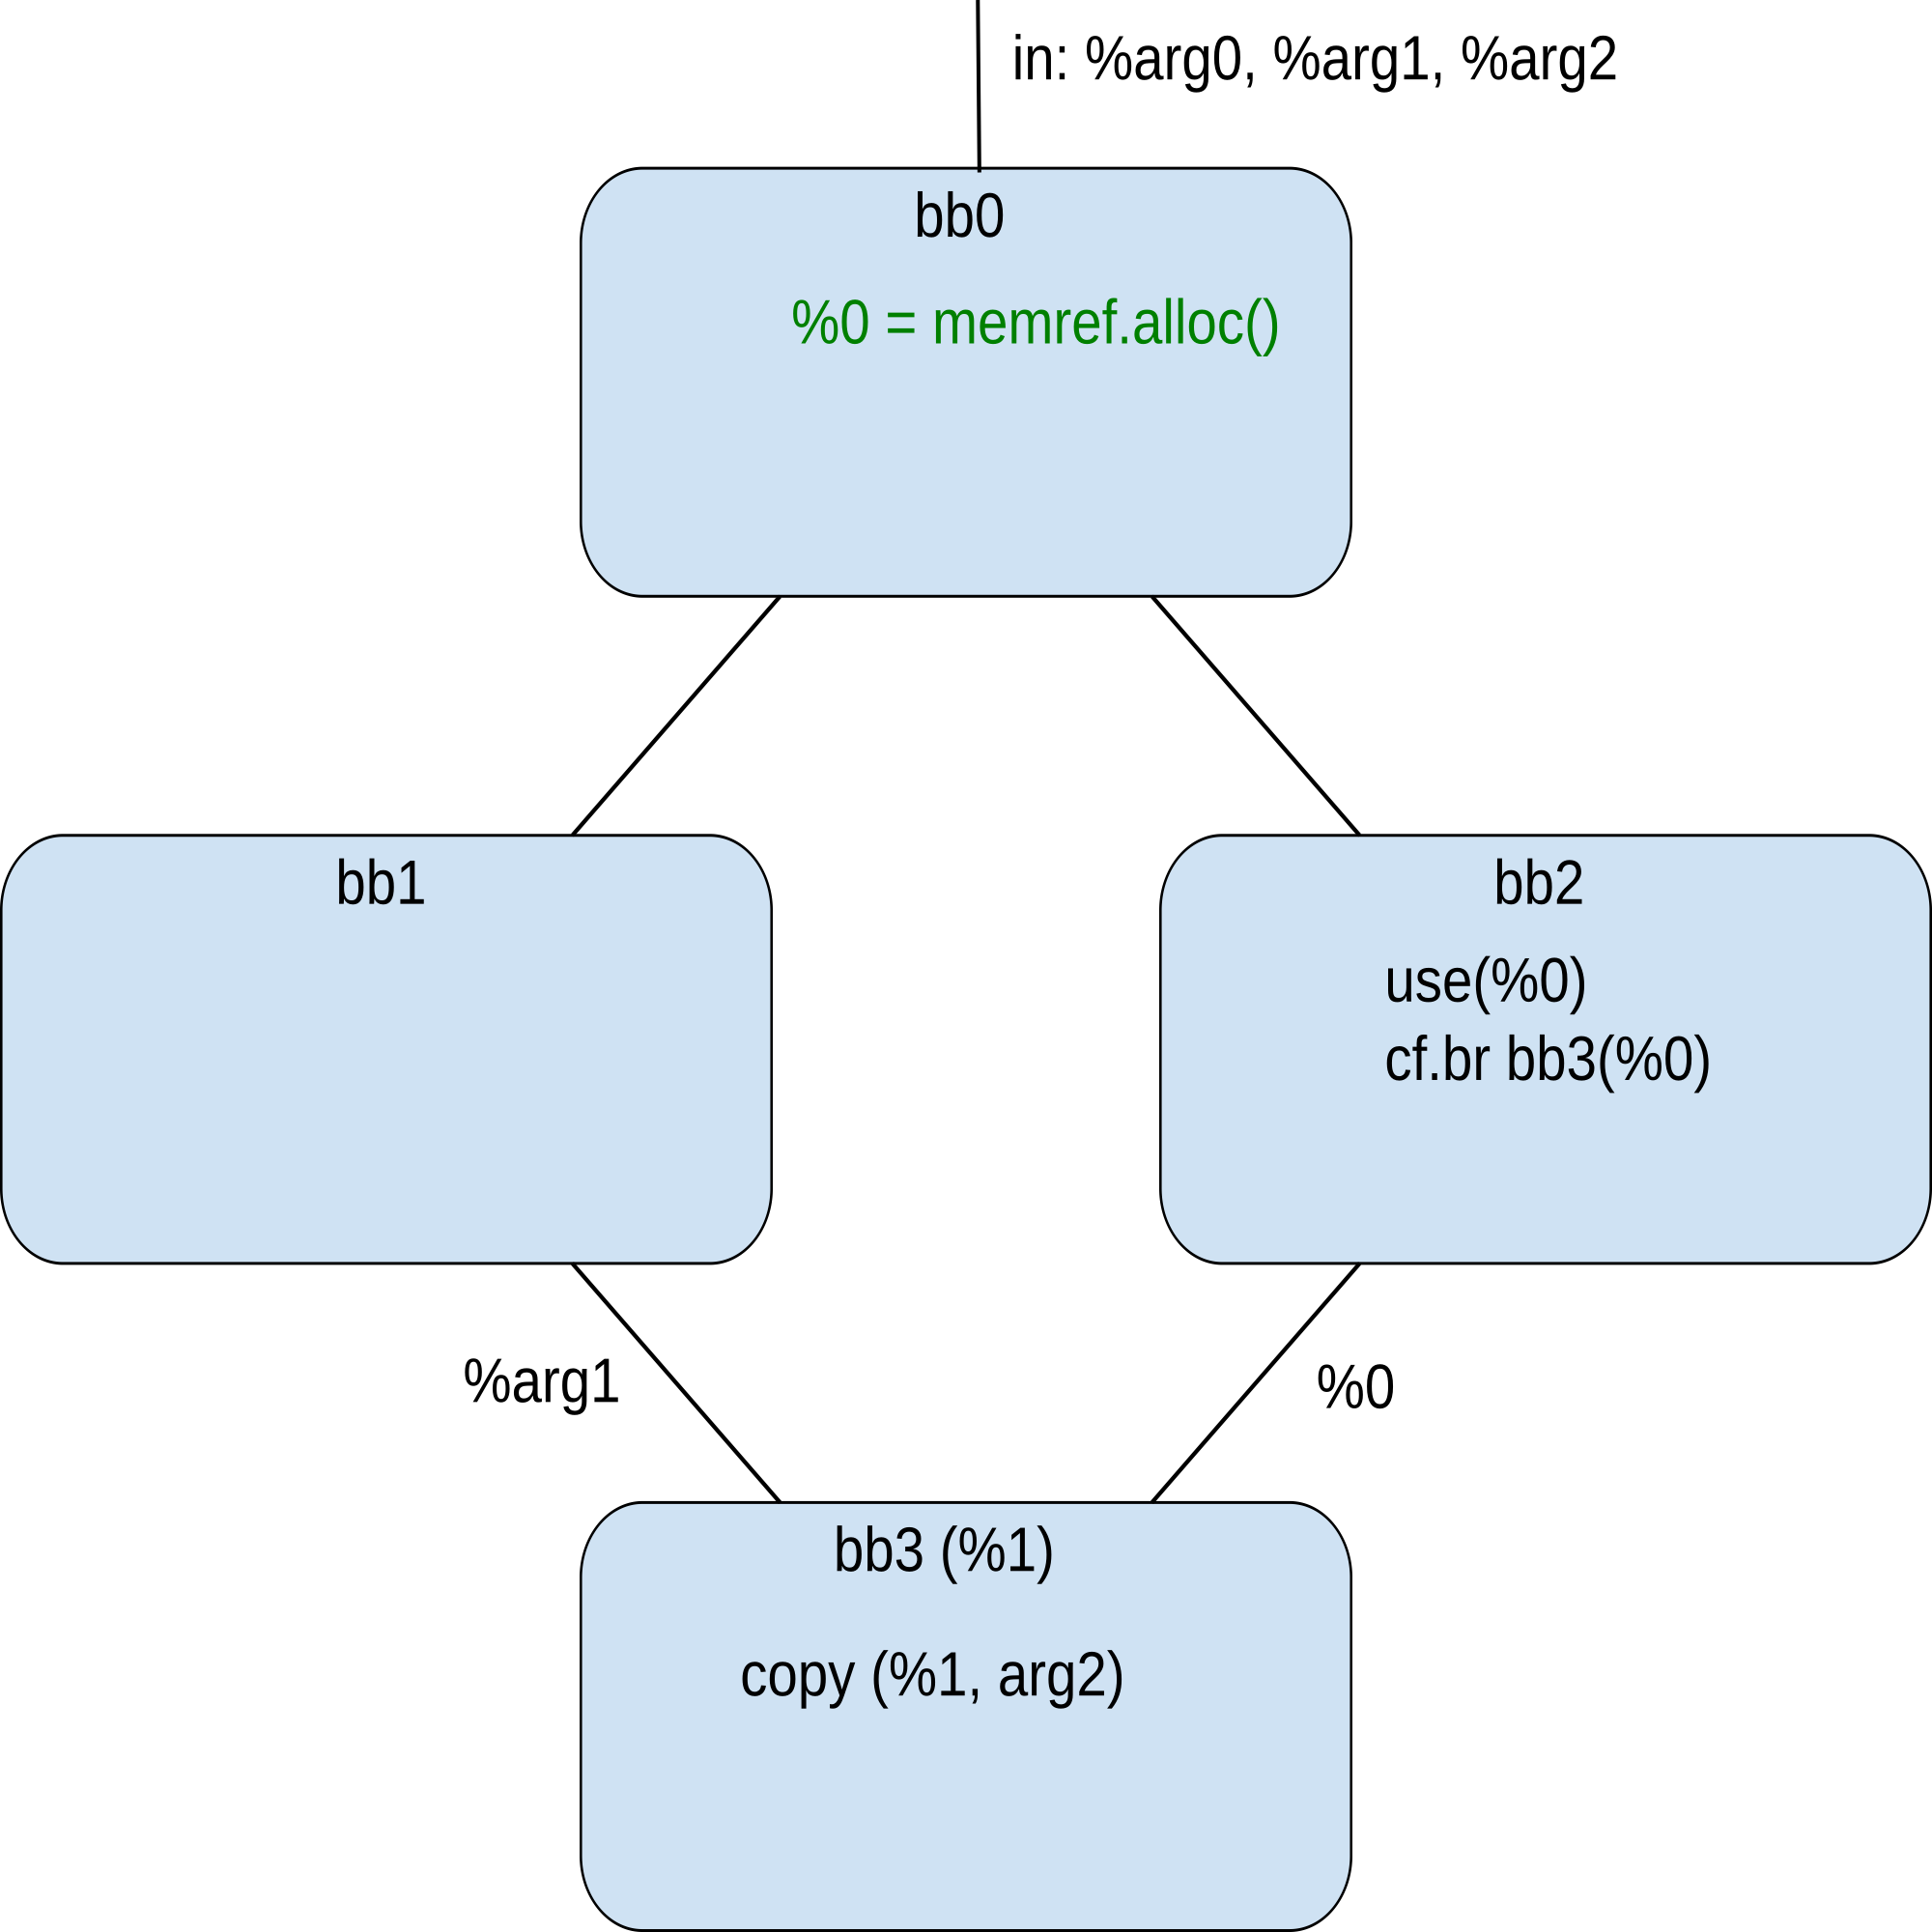 in: %arg0, %arg1, %arg2
bb0
%0 = memref.alloc()
bb1
bb2
use(%0)
cf.br bb3(%0)
%arg1
%0
bb3 (%1)
copy (%1, arg2)